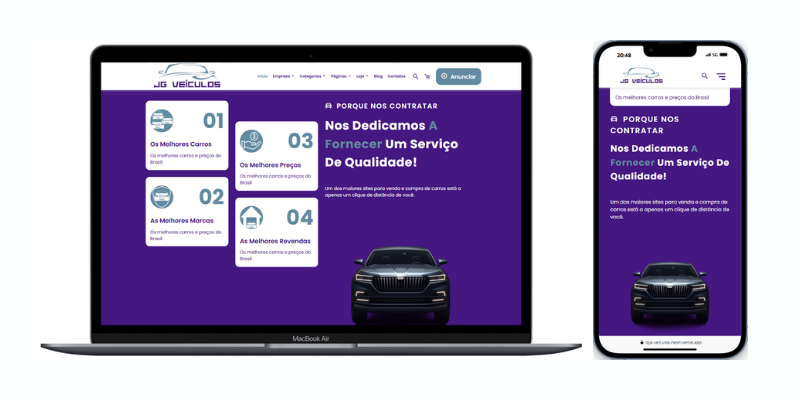 JG VEÍCULOS
Início Empresa Categorias Páginas Loja Blog Contatos Anunciar
01
Os Melhores Carros
Os melhores carros e preços do
Brasil
02
As Melhores Marcas
Os melhores carros e preços do
Brasil
03
Os Melhores Preços
Os melhores carros e preços do
Brasil
04
As Melhores Revendas
Os melhores carros e preços do
Brasil
PORQUE NOS CONTRATAR
Nos Dedicamos A
Fornecer Um Serviço
De Qualidade!
Um dos maiores sites para venda e compra de carros está a
apenas um clique de distância de você.
MacBook Air
20:48
5G
JG VEÍCULOS
Os melhores carros e preços do Brasil
PORQUE NOS
CONTRATAR
Nos Dedicamos A
Fornecer Um Serviço De
Qualidade!
Um dos maiores sites para venda e compra de
carros está a apenas um clique de distância de
você.